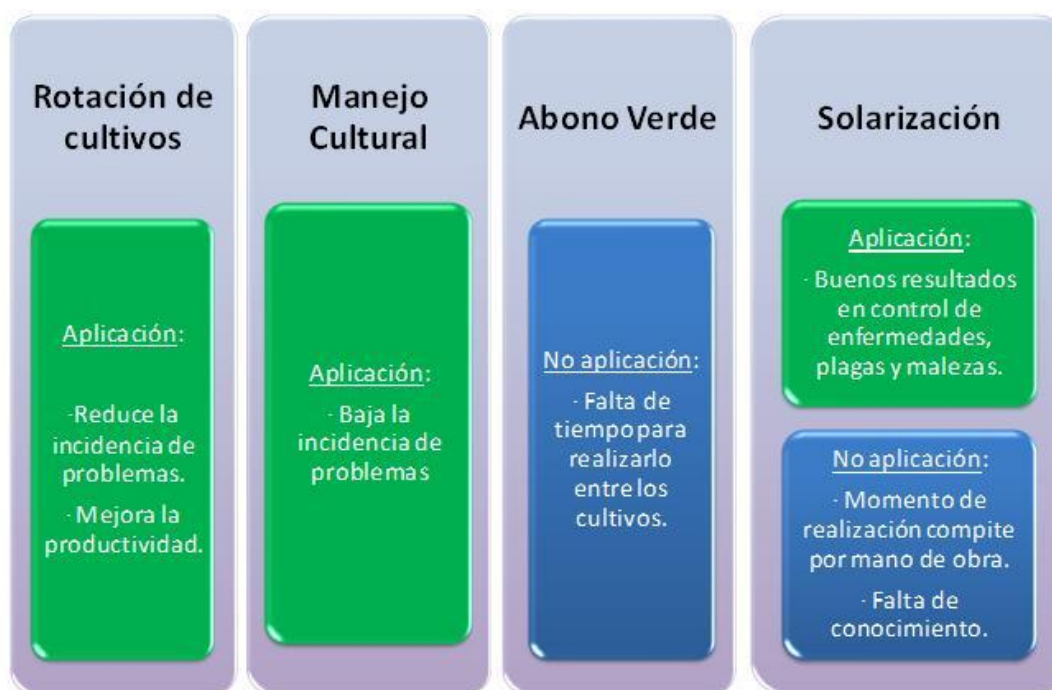 Rotación de
cultivos
Aplicación:
·Reduce la
incidencia de
problemas.
· Mejora la
productividad.
Manejo
Cultural
Aplicación:
· Baja la
incidencia de
problemas
Abono Verde
No aplicación:
· Falta de
tiempo para
realizarlo
entre los
cultivos.
Solarización
Aplicación:
· Buenos resultados
en control de
enfermedades,
plagas y malezas.
No aplicación:
· Momento de
realización compite
por mano de obra.
· Falta de
conocimiento.